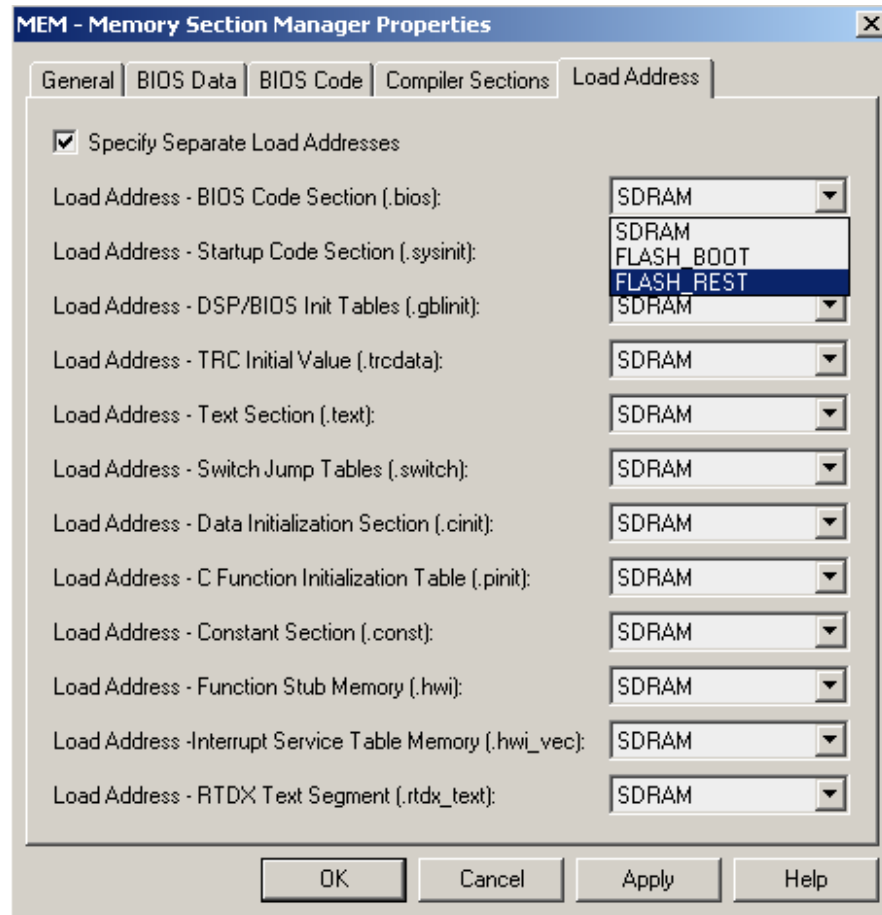 MEM - Memory Section Manager Properties
General BIOS Data BIOS Code Compiler Sections Load Address
Specify Separate Load Addresses
Load Address - BIOS Code Section (.bios): SDRAM
SDRAM
Load Address - Startup Code Section (.sysinit): FLASH_BOOT
FLASH_REST
Load Address - DSP/BIOS Init Tables (.gblinit): SDRAM
Load Address - TRC Initial Value (.trcdata): SDRAM
Load Address - Text Section (.text): SDRAM
Load Address - Switch Jump Tables (.switch): SDRAM
Load Address - Data Initialization Section (.cinit): SDRAM
Load Address - C Function Initialization Table (.pinit): SDRAM
Load Address - Constant Section (.const): SDRAM
Load Address - Function Stub Memory (.hwi): SDRAM
Load Address -Interrupt Service Table Memory (.hwi_vec): SDRAM
Load Address - RTDX Text Segment (.rtdx_text): SDRAM
OK Cancel Apply Help